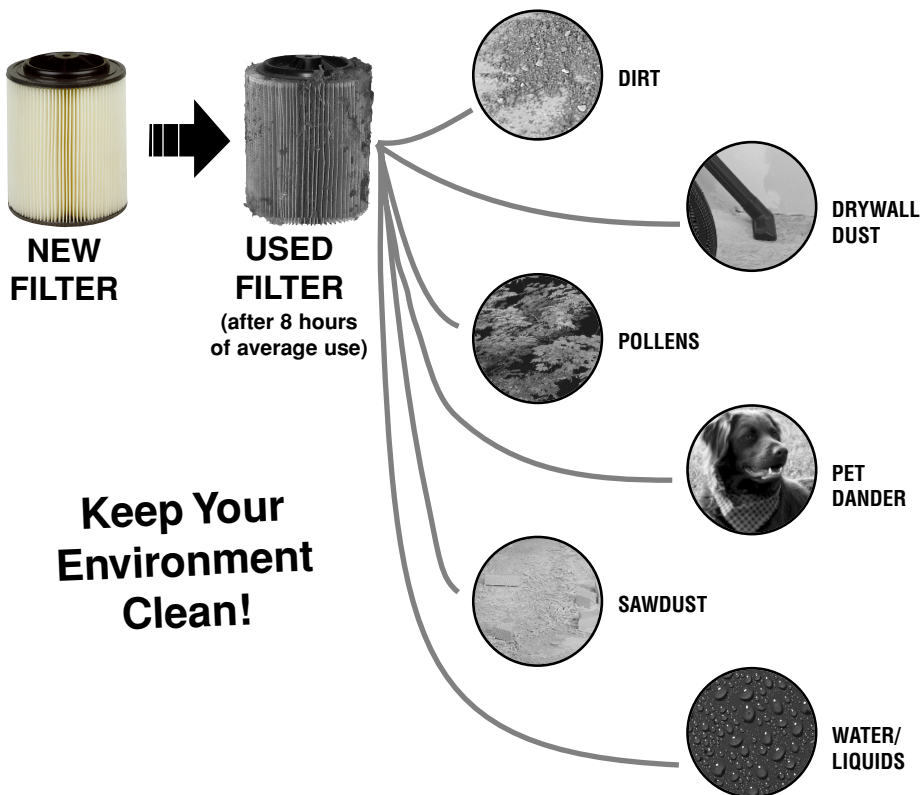 NEW
FILTER
USED
FILTER
(after 8 hours
of average use)
DIRT
DRYWALL
DUST
POLLENS
PET
DANDER
SAWDUST
WATER/
LIQUIDS
Keep Your
Environment
Clean!